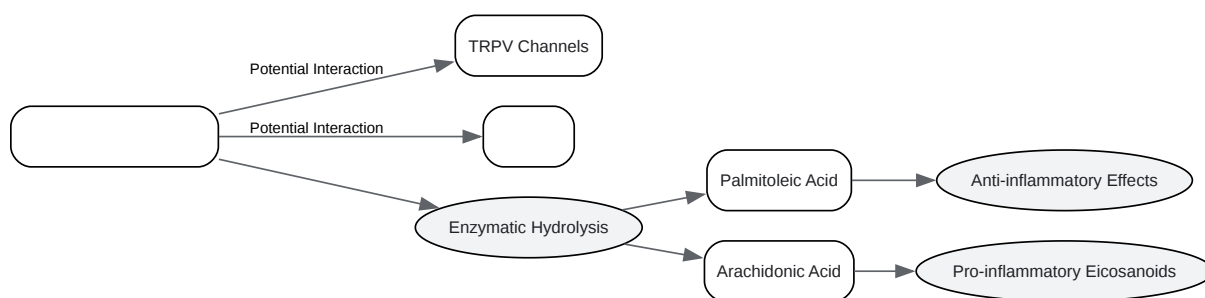 TRPV Channels
Potential Interaction
Potential Interaction
Palmitoleic Acid
Anti-inflammatory Effects
Enzymatic Hydrolysis
Arachidonic Acid
Pro-inflammatory Eicosanoids